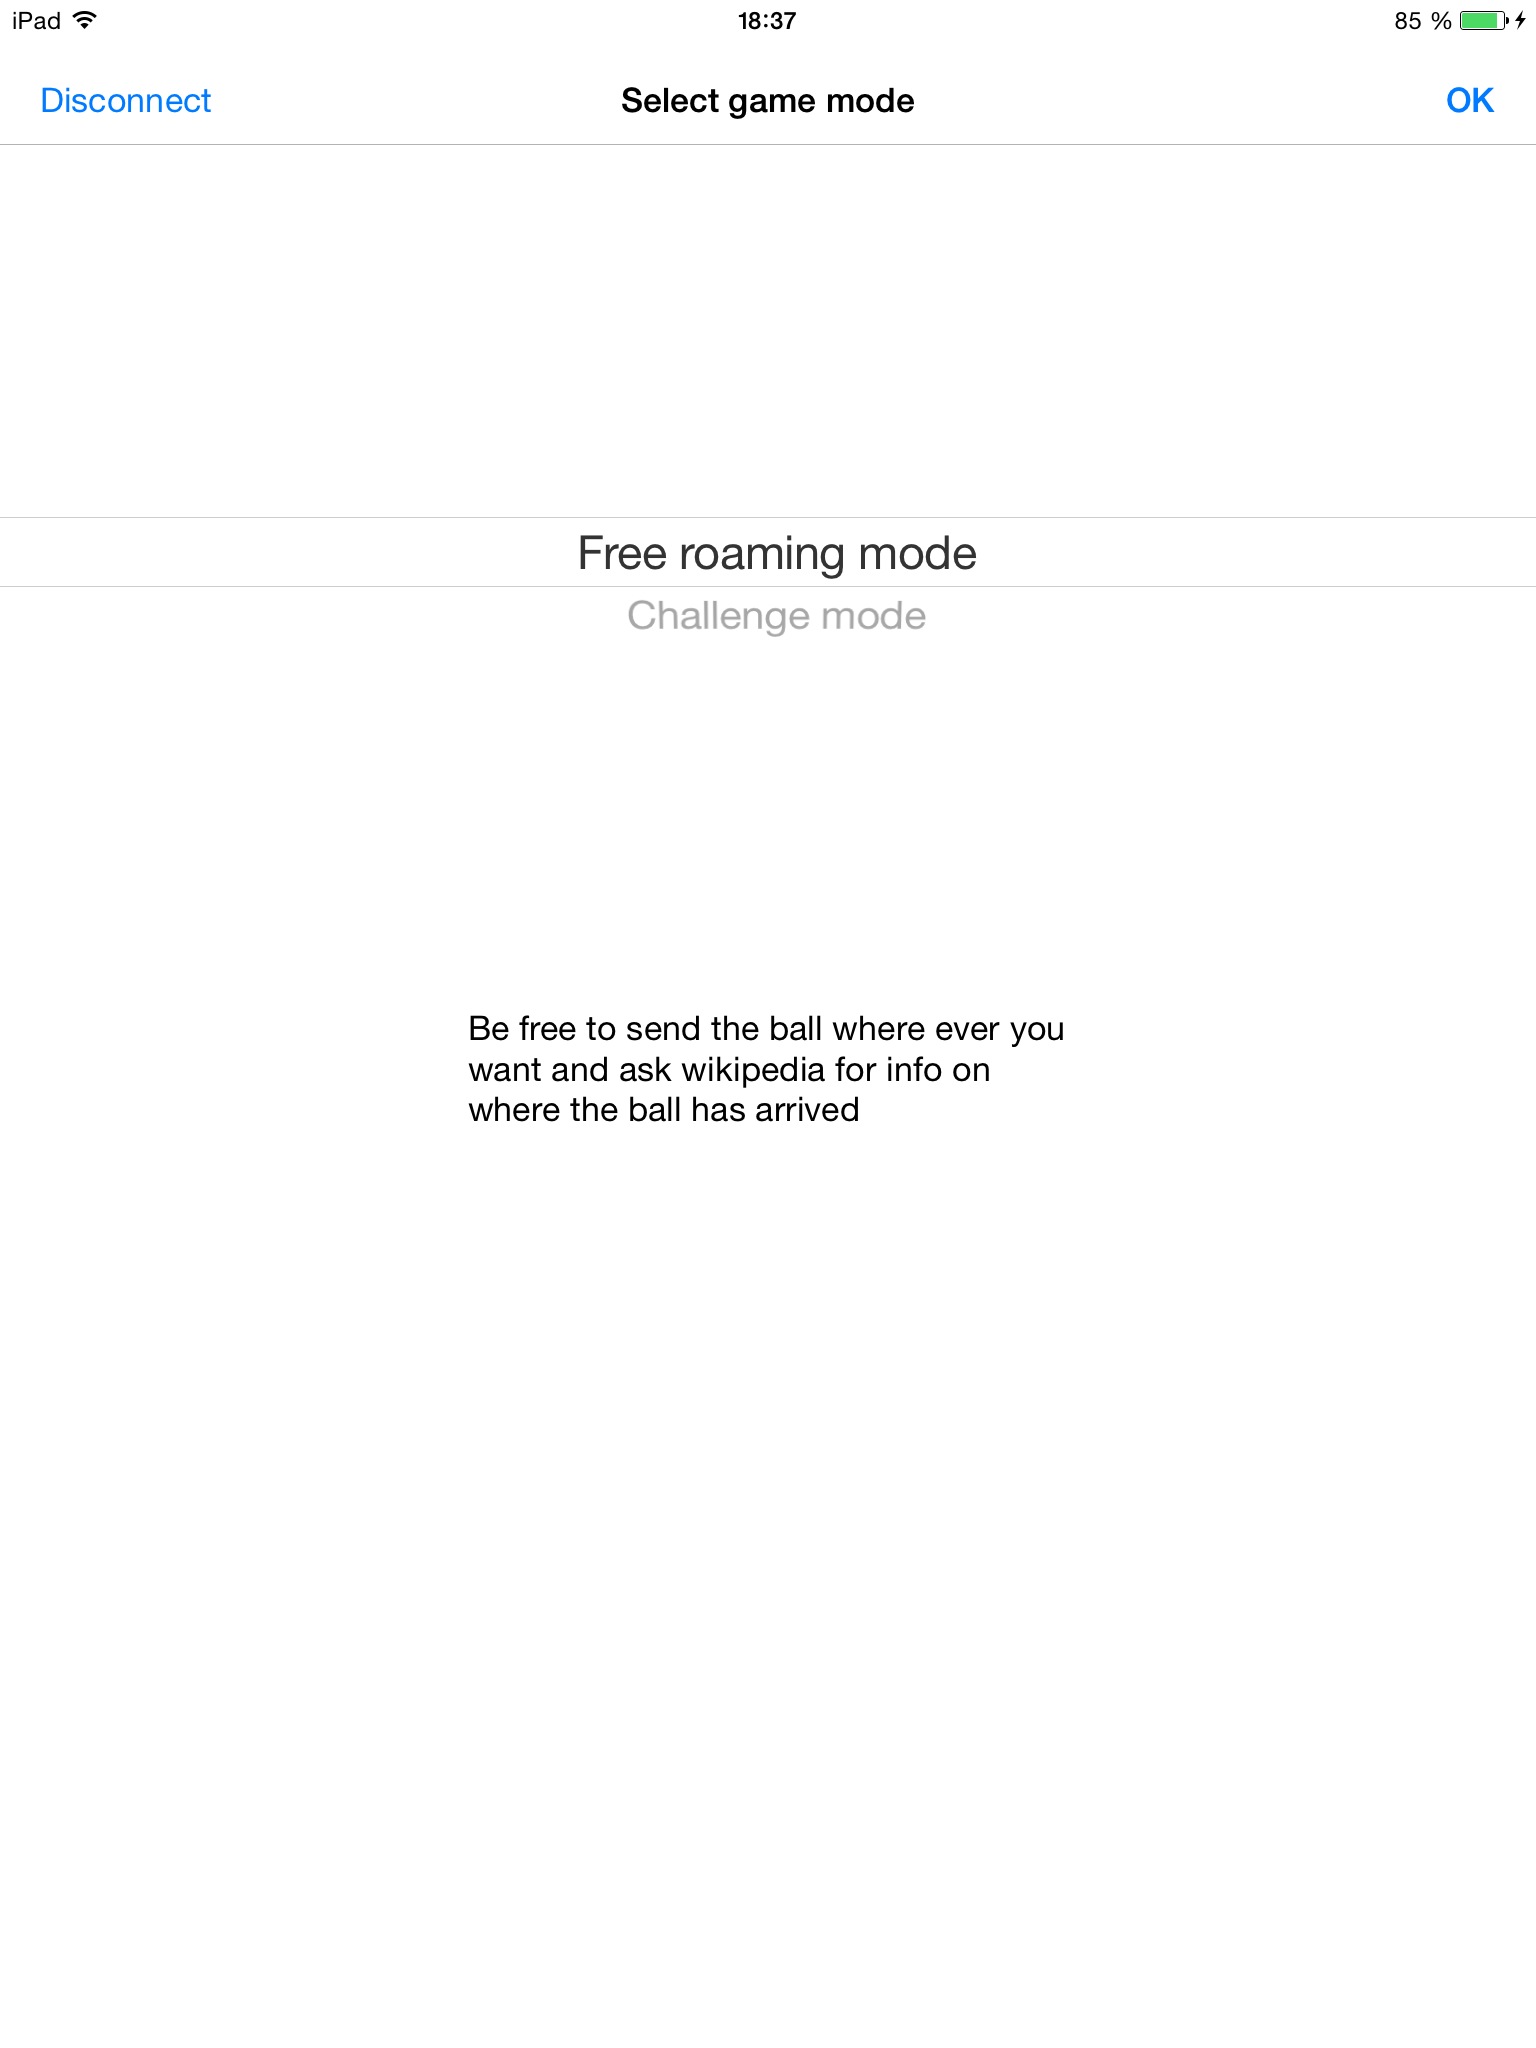 iPad 18:37 85 %
Disconnect Select game mode OK
Free roaming mode
Challenge mode
Be free to send the ball where ever you
want and ask wikipedia for info on
where the ball has arrived